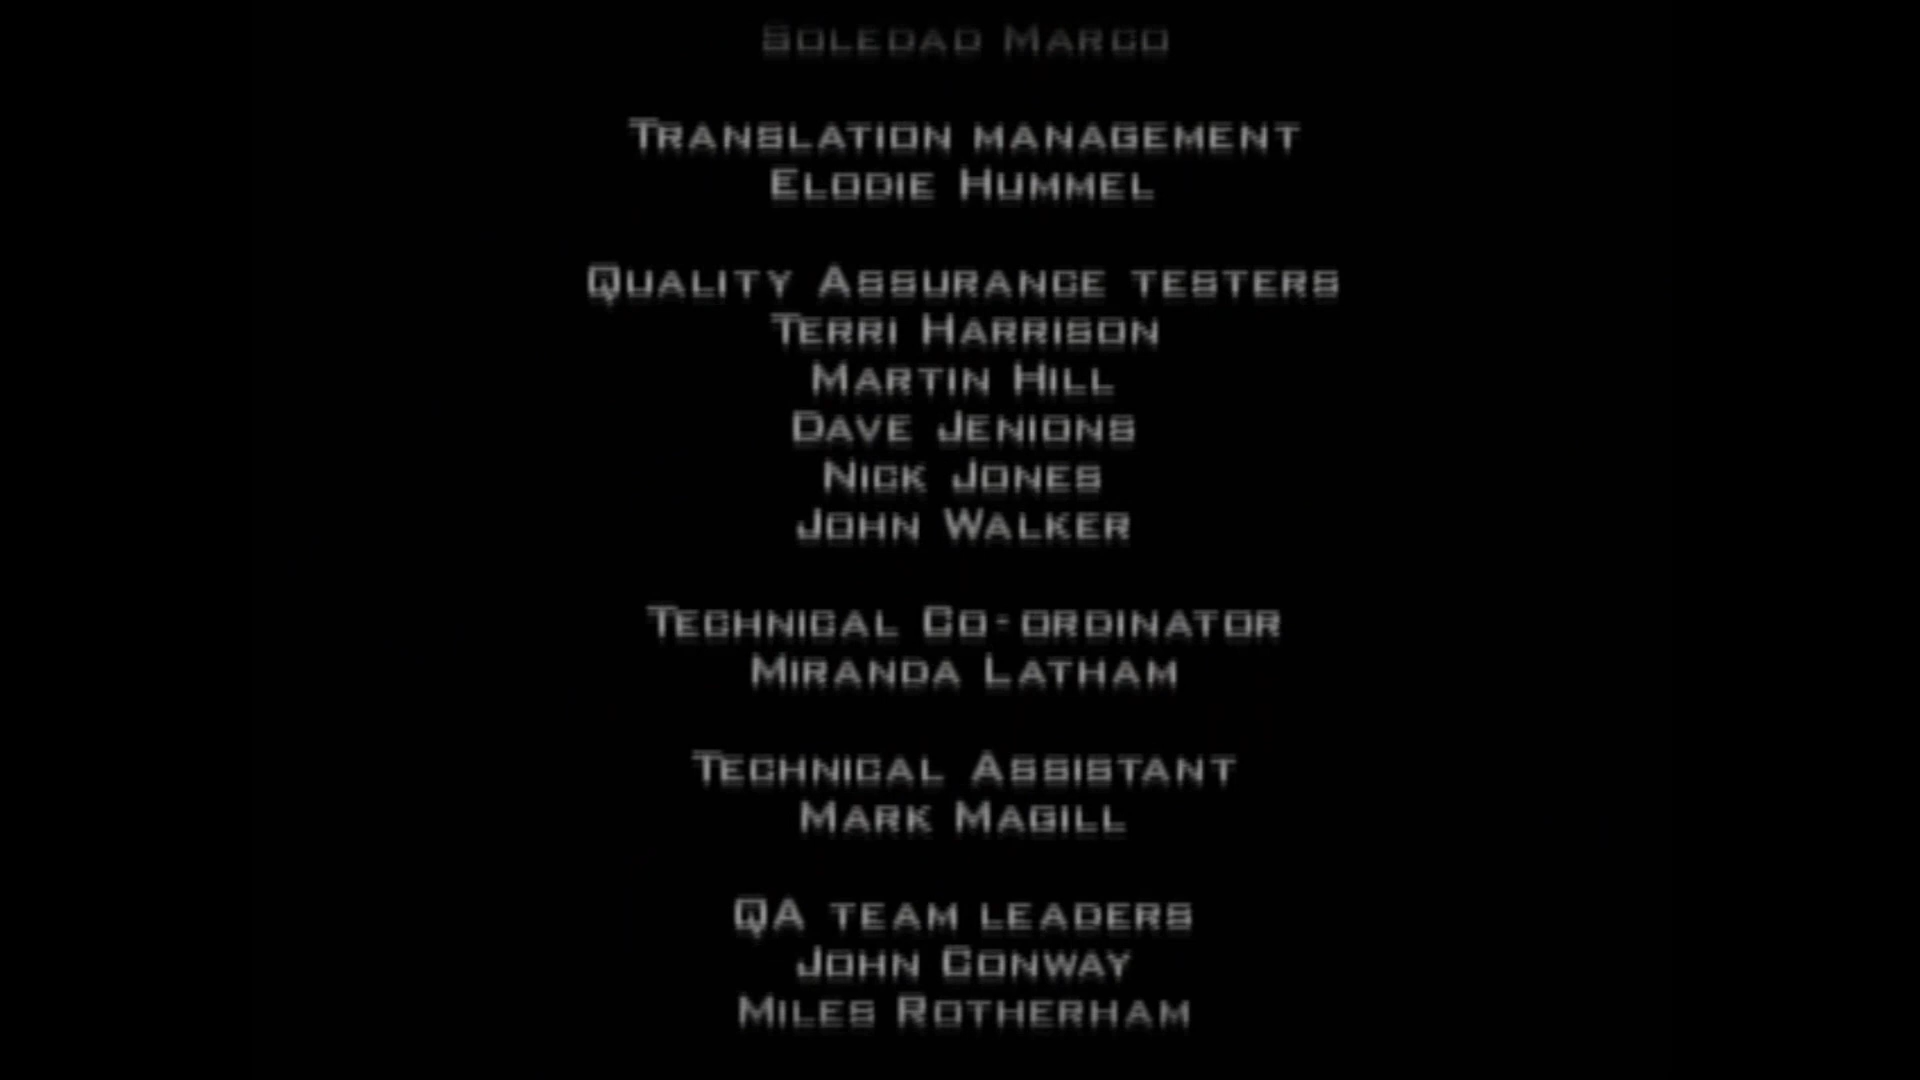 Soledad Marco
Translation management
Elodie Hummel
Quality Assurance testers
Terri Harrison
Martin Hill
Dave Jenions
Nick Jones
John Walker
Technical Co-ordinator
Miranda Latham
Technical Assistant
Mark Magill
QA team leaders
John Conway
Miles Rotherham